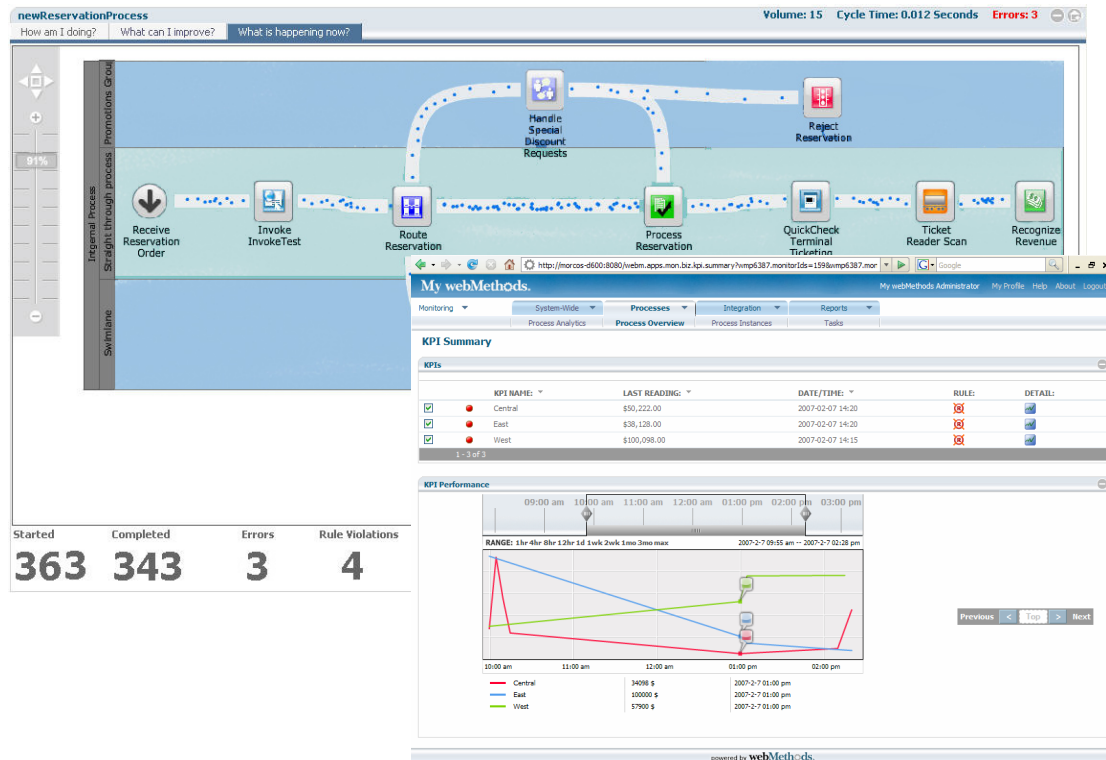 newReservationProcess
Volume: 15 Cycle Time: 0.012 Seconds Errors: 3
How am I doing? What can I improve? What is happening now?
91%
Integernal Process
Promotions Group
Straight through process
Swimlane
Handle
Special
Discount
Requests
Reject
Reservation
Receive
Reservation
Order
Invoke
InvokeTest
Route
Reservation
Process
Reservation
QuickCheck
Terminal
Ticketing
Ticket
Reader Scan
Recognize
Revenue
Started Completed Errors Rule Violations
363 343 3 4
http://morcos-d600:8080/webm.apps.mon.biz.kpi.summary?wmp6387.monitorIds=159&wmp6387.mor
Google
My webMethods.
My webMethods Administrator My Profile Help About Logout
Monitoring System-Wide Processes Integration Reports
Process Analytics Process Overview Process Instances Tasks
KPI Summary
KPIs
KPI NAME: LAST READING: DATE/TIME: RULE: DETAIL:
Central $50,222.00 2007-02-07 14:20
East $38,128.00 2007-02-07 14:20
West $100,098.00 2007-02-07 14:15
1 - 3 of 3
KPI Performance
09:00 am 10:00 am 11:00 am 12:00 am 01:00 pm 02:00 pm 03:00 pm
RANGE: 1hr 4hr 8hr 12hr 1d 1wk 2wk 1mo 3mo max 2007-2-7 09:55 am -- 2007-2-7 02:28 pm
10:00 am 11:00 am 12:00 am 01:00 pm 02:00 pm
Central 34098 $ 2007-2-7 01:00 pm
East 100000 $ 2007-2-7 01:00 pm
West 57900 $ 2007-2-7 01:00 pm
Previous < Top > Next
powered by webMethods.